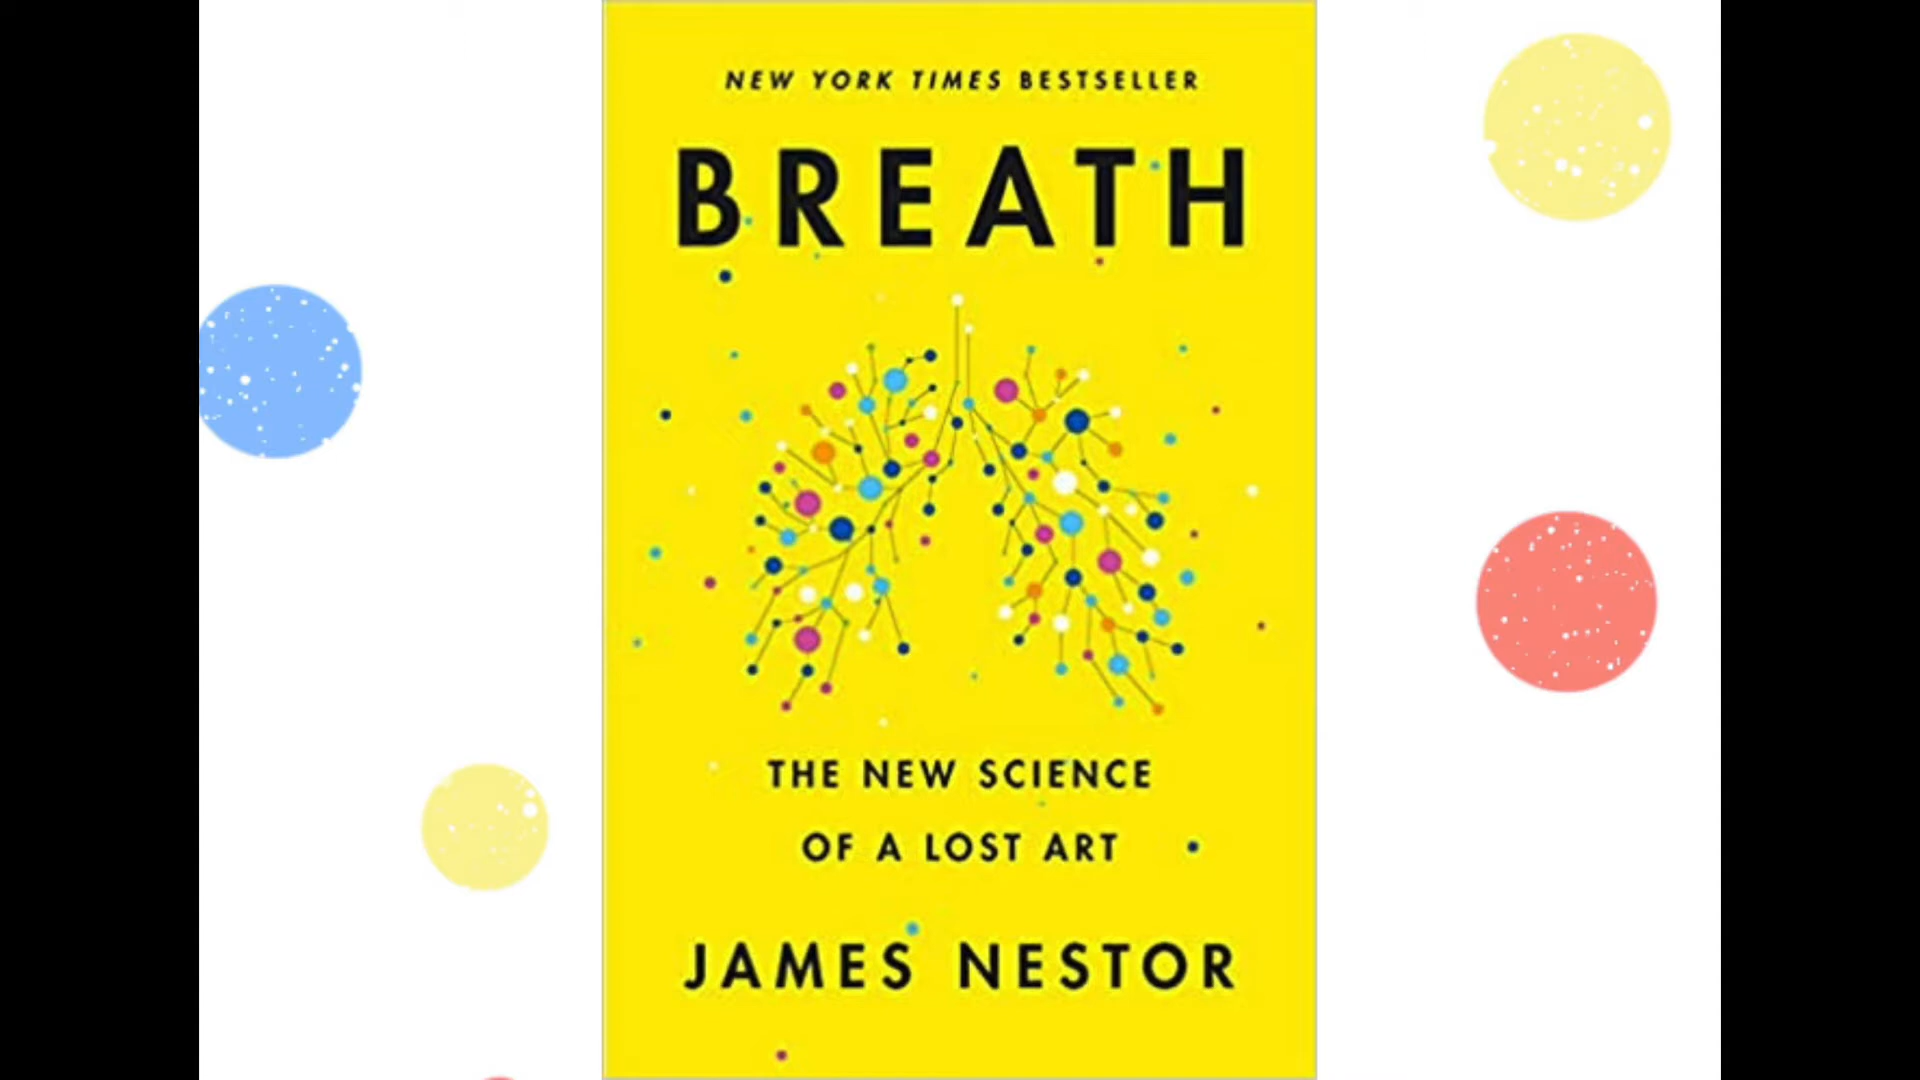 NEW YORK TIMES BESTSELLER
BREATH
THE NEW SCIENCE
OF A LOST ART
JAMES NESTOR